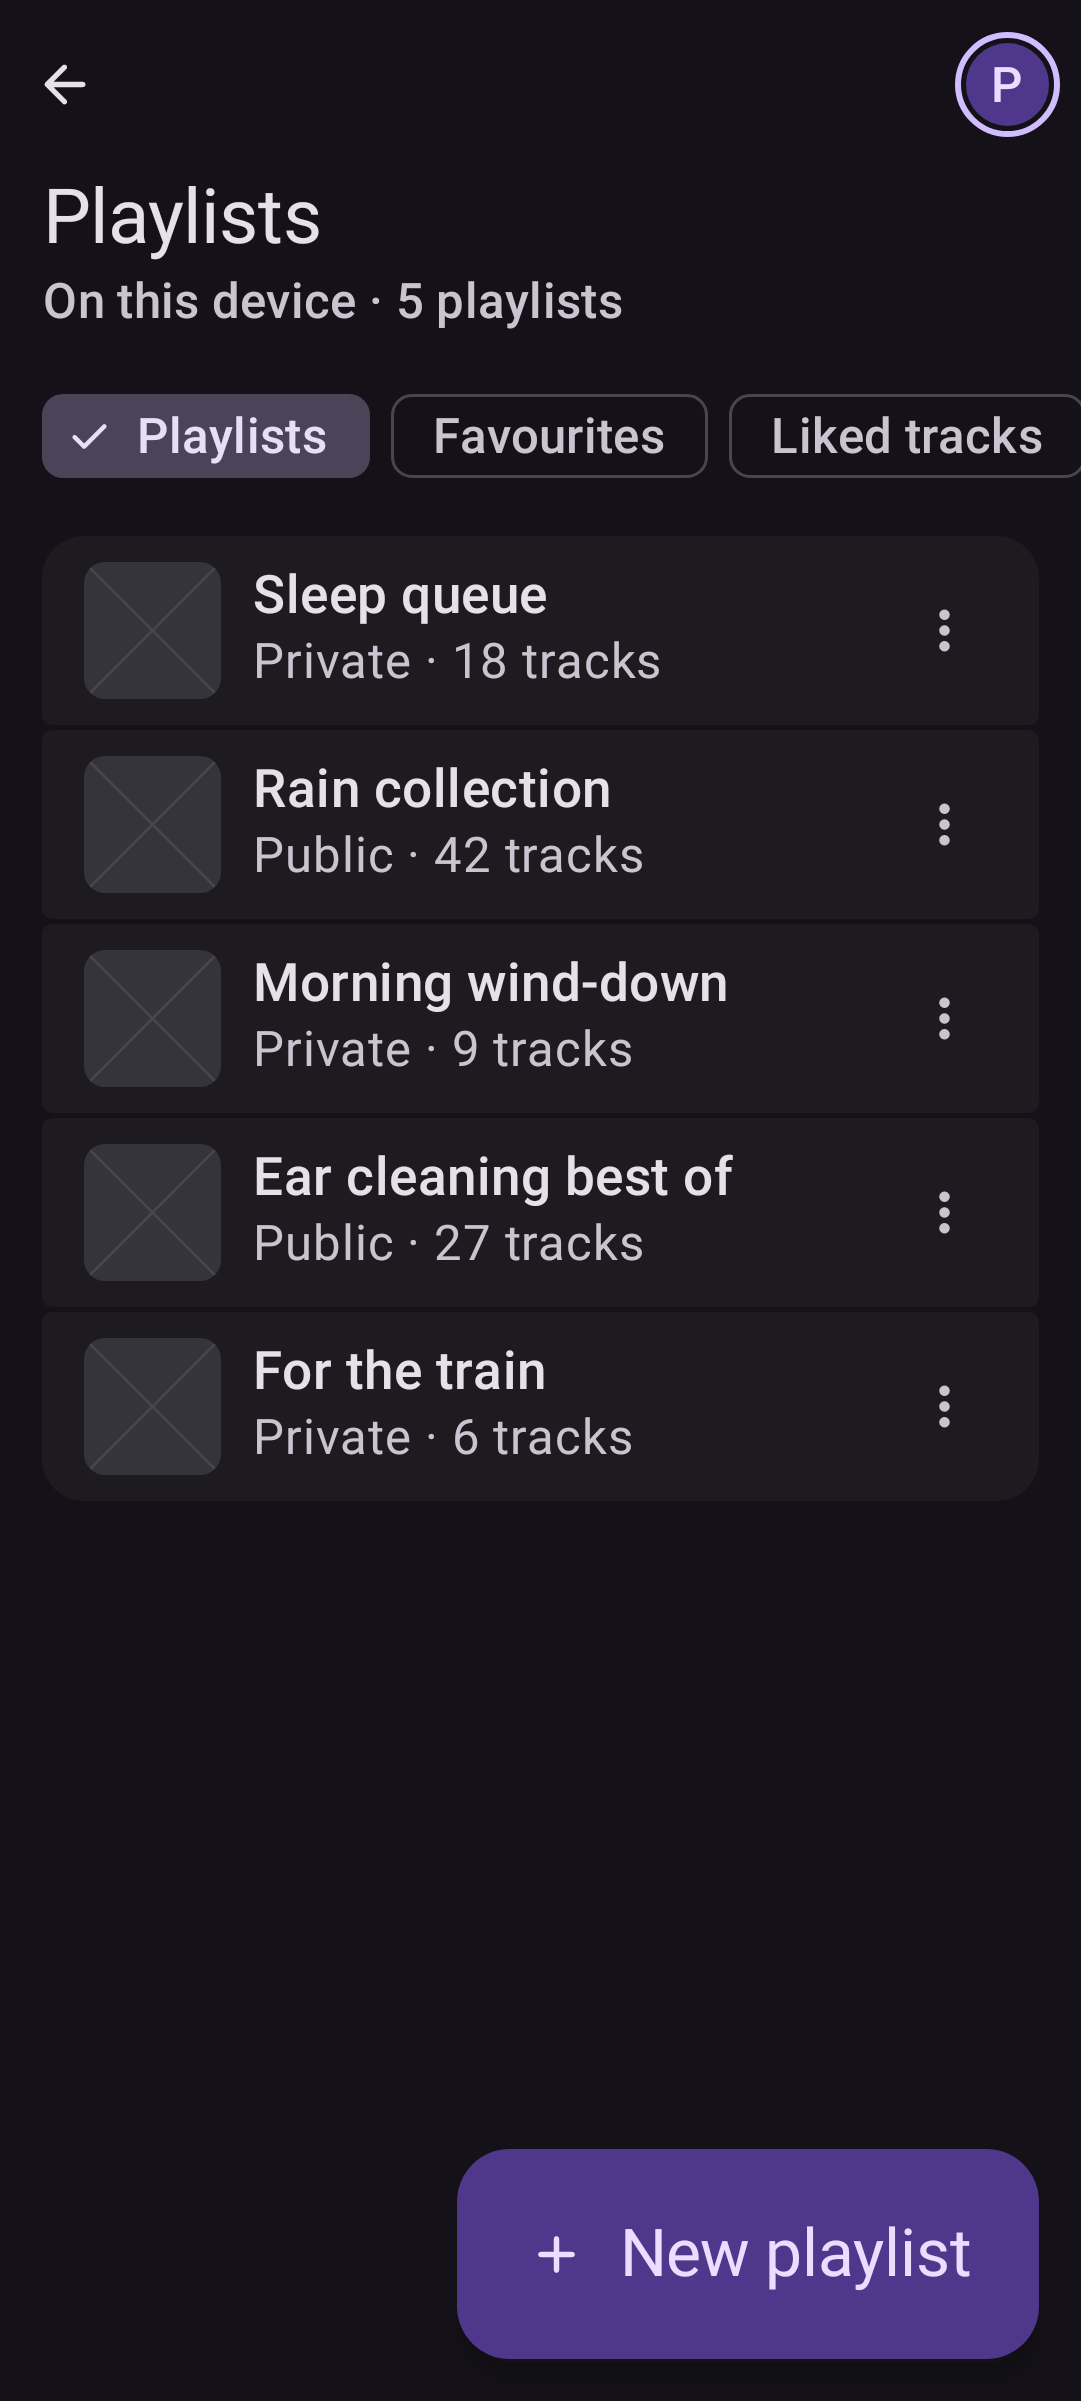 P
Playlists
On this device · 5 playlists
Playlists
Favourites
Liked tracks
Sleep queue
Private · 18 tracks
Rain collection
Public · 42 tracks
Morning wind-down
Private · 9 tracks
Ear cleaning best of
Public · 27 tracks
For the train
Private · 6 tracks
New playlist